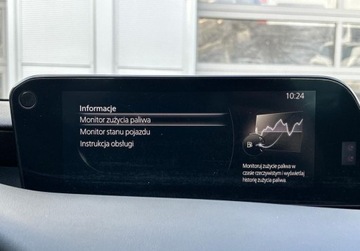 10:24
Informacje
Monitor zużycia paliwa
Monitor stanu pojazdu
Instrukcja obsługi
Monitoruj zużycie paliwa w
czasie rzeczywistym i wyświetlaj
historię zużycia paliwa.